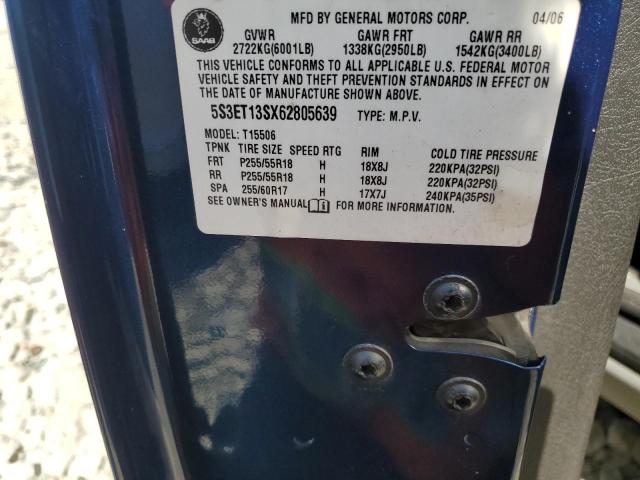 SAAB
MFD BY GENERAL MOTORS CORP. 04/06
GVWR GAWR FRT GAWR RR
2722KG(6001LB) 1338KG(2950LB) 1542KG(3400LB)
THIS VEHICLE CONFORMS TO ALL APPLICABLE U.S. FEDERAL MOTOR
VEHICLE SAFETY AND THEFT PREVENTION STANDARDS IN EFFECT ON
THE DATE OF MANUFACTURE SHOWN ABOVE.
5S3ET13SX62805639 TYPE: M.P.V.
MODEL: T15506
TPNK TIRE SIZE SPEED RTG RIM COLD TIRE PRESSURE
FRT P255/55R18 H 18X8J 220KPA(32PSI)
RR P255/55R18 H 18X8J 220KPA(32PSI)
SPA 255/60R17 H 17X7J 240KPA(35PSI)
SEE OWNER'S MANUAL FOR MORE INFORMATION.